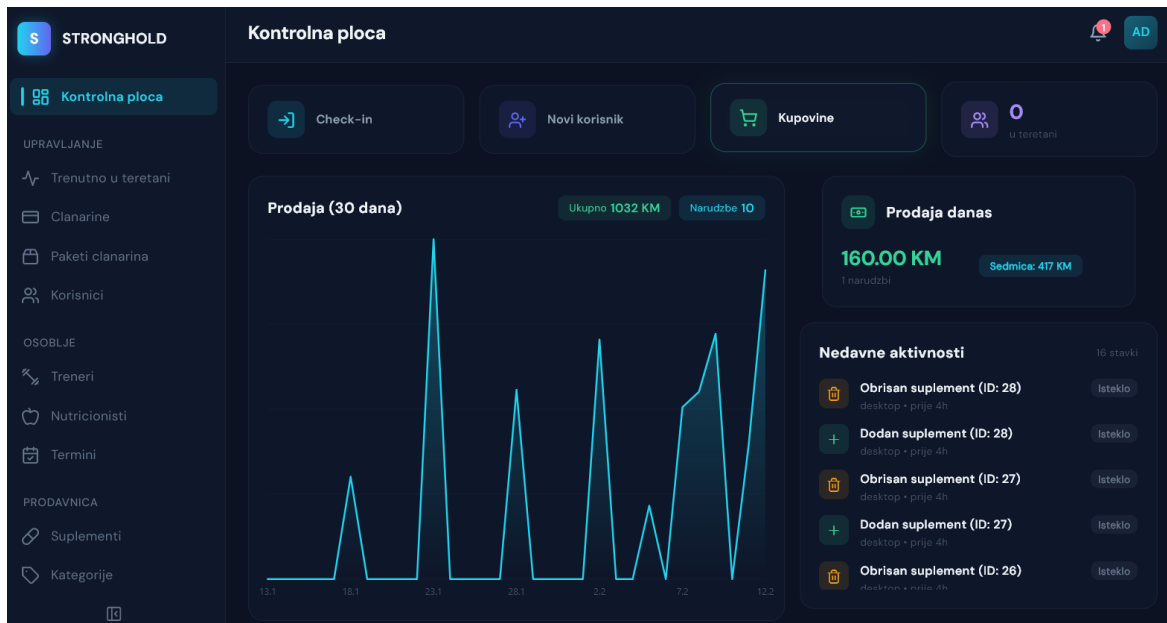 S STRONGHOLD
Kontrolna ploca
UPRAVLJANJE
Trenutno u teretani
Clanarine
Paketi clanarina
Korisnici
OSOBLJE
Treneri
Nutricionisti
Termini
PRODAVNICA
Suplementi
Kategorije
Kontrolna ploca
1
AD
Check-in
Novi korisnik
Kupovine
0
u teretani
Prodaja (30 dana)
Ukupno 1032 KM
Narudzbe 10
13.1 18.1 23.1 28.1 2.2 7.2 12.2
Prodaja danas
160.00 KM
1 narudzbi
Sedmica: 417 KM
Nedavne aktivnosti
16 stavki
Obrisan suplement (ID: 28)
desktop • prije 4h
Isteklo
Dodan suplement (ID: 28)
desktop • prije 4h
Isteklo
Obrisan suplement (ID: 27)
desktop • prije 4h
Isteklo
Dodan suplement (ID: 27)
desktop • prije 4h
Isteklo
Obrisan suplement (ID: 26)
desktop • prije 4h
Isteklo